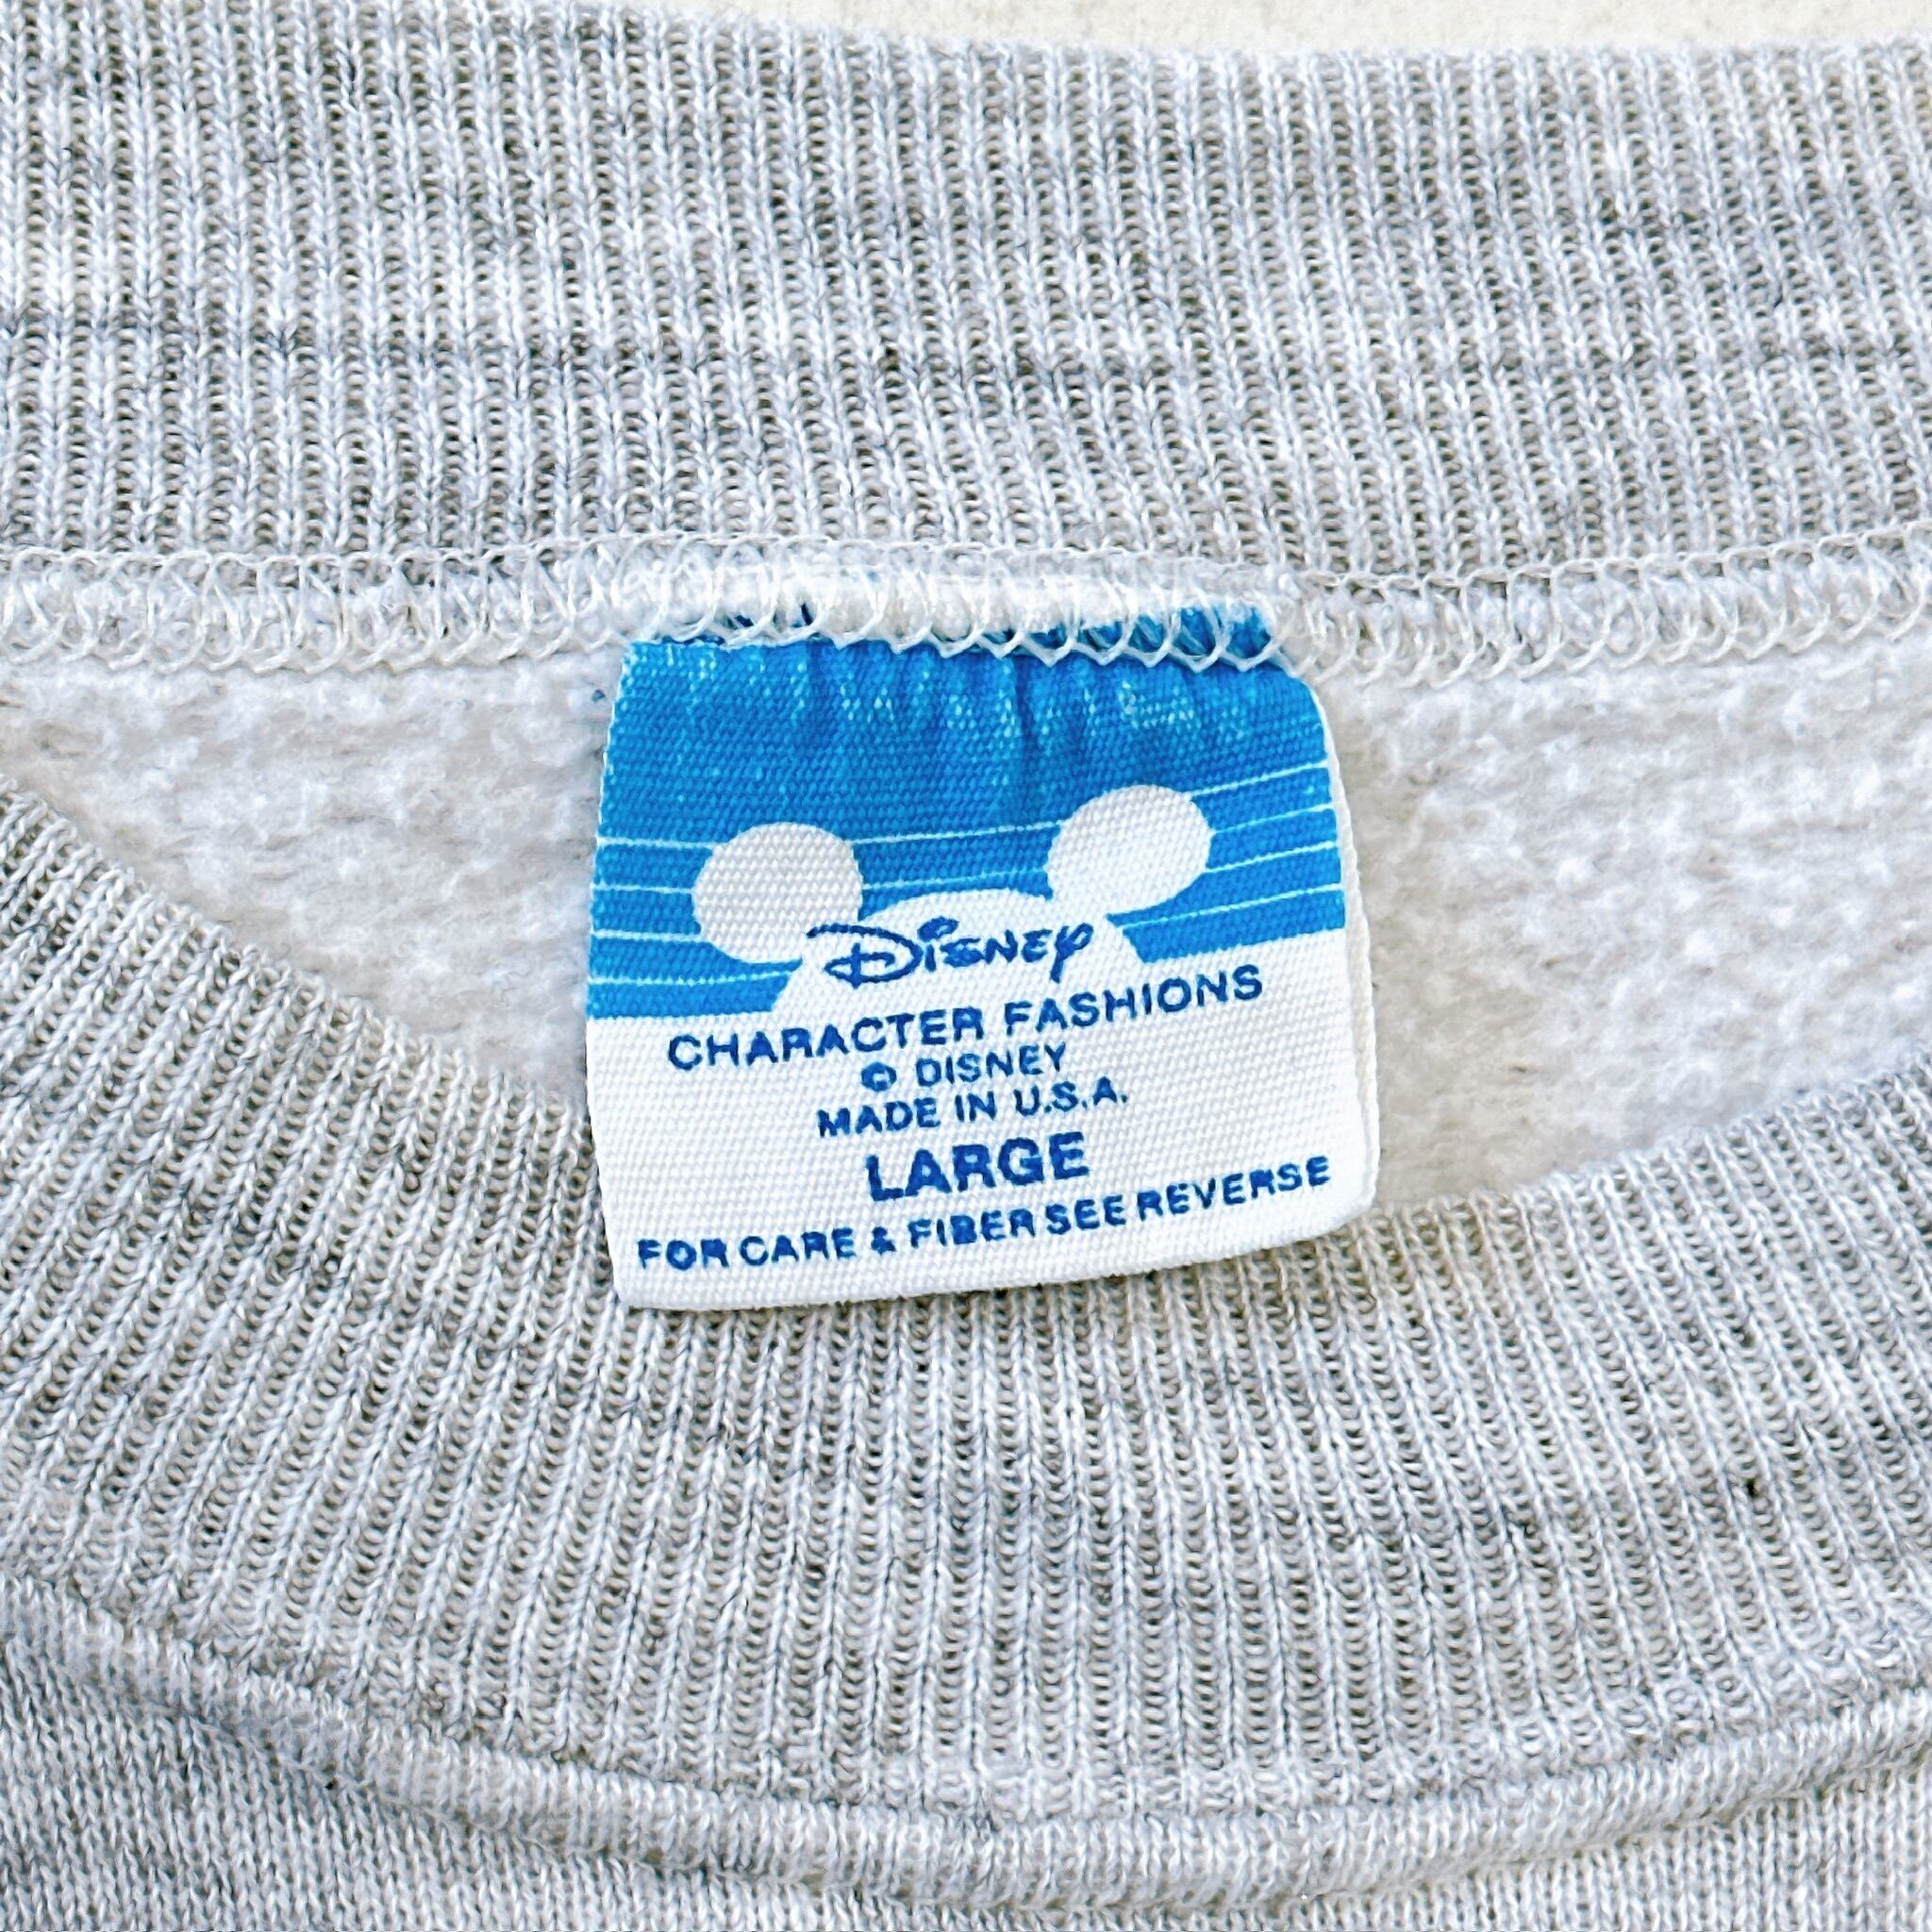 Disney
CHARACTER FASHIONS
© DISNEY
MADE IN U.S.A.
LARGE
FOR CARE & FIBER SEE REVERSE